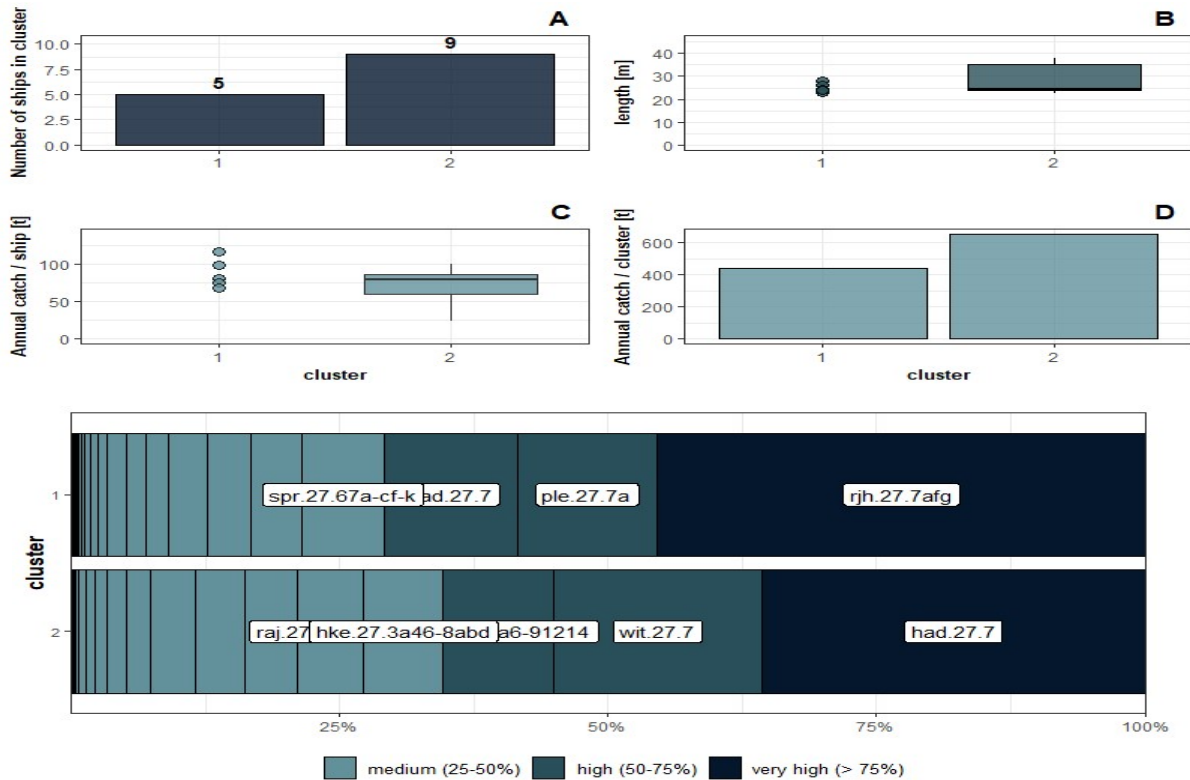 A
Number of ships in cluster
10.0
7.5
5.0
2.5
0.0
5
9
1
2
B
length [m]
40
30
20
10
0
1
2
C
Annual catch / ship [t]
100
50
0
1
2
cluster
D
Annual catch / cluster [t]
600
400
200
0
1
2
cluster
cluster
1
spr.27.67a-cf-k
ad.27.7
ple.27.7a
rjh.27.7afg
2
raj.27
hke.27.3a46-8abd
a6-91214
wit.27.7
had.27.7
25%
50%
75%
100%
medium (25-50%)
high (50-75%)
very high (> 75%)